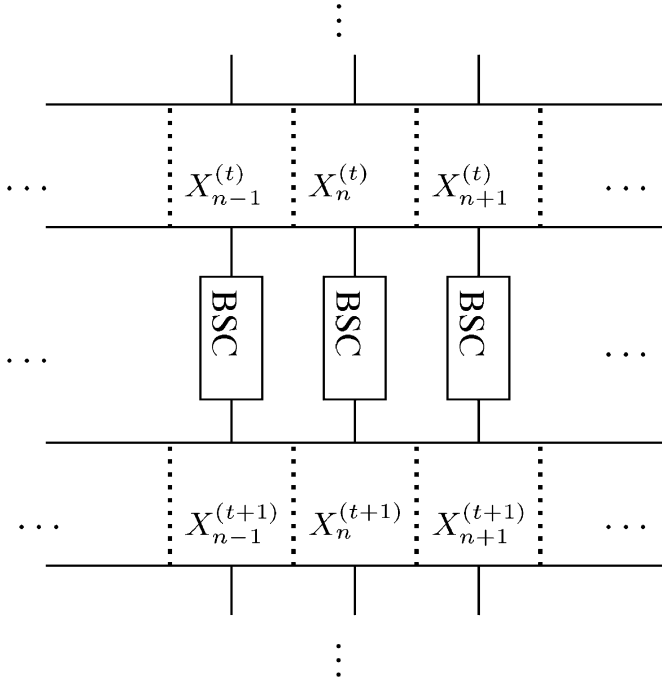 ⋮
⋯ X_{n-1}^{(t)} X_n^{(t)} X_{n+1}^{(t)} ⋯
⋯ BSC BSC BSC ⋯
⋯ X_{n-1}^{(t+1)} X_n^{(t+1)} X_{n+1}^{(t+1)} ⋯
⋮